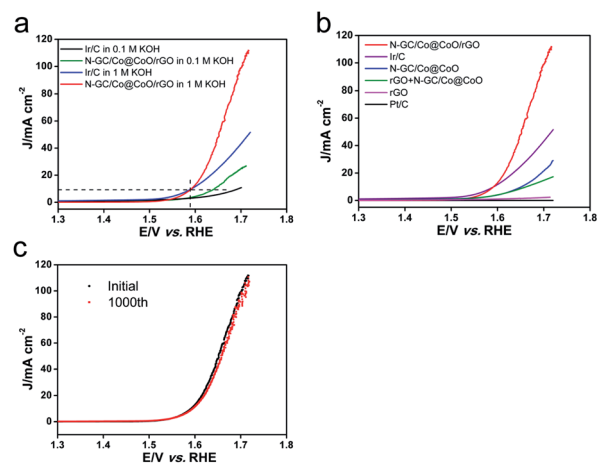 a
J/mA cm-2
120
100
80
60
40
20
0
Ir/C in 0.1 M KOH
N-GC/Co@CoO/rGO in 0.1 M KOH
Ir/C in 1 M KOH
N-GC/Co@CoO/rGO in 1 M KOH
1.3 1.4 1.5 1.6 1.7 1.8
E/V vs. RHE
b
J/mA cm-2
120
100
80
60
40
20
0
N-GC/Co@CoO/rGO
Ir/C
N-GC/Co@CoO
rGO+N-GC/Co@CoO
rGO
Pt/C
1.3 1.4 1.5 1.6 1.7 1.8
E/V vs. RHE
c
J/mA cm-2
120
100
80
60
40
20
0
Initial
1000th
1.3 1.4 1.5 1.6 1.7 1.8
E/V vs. RHE